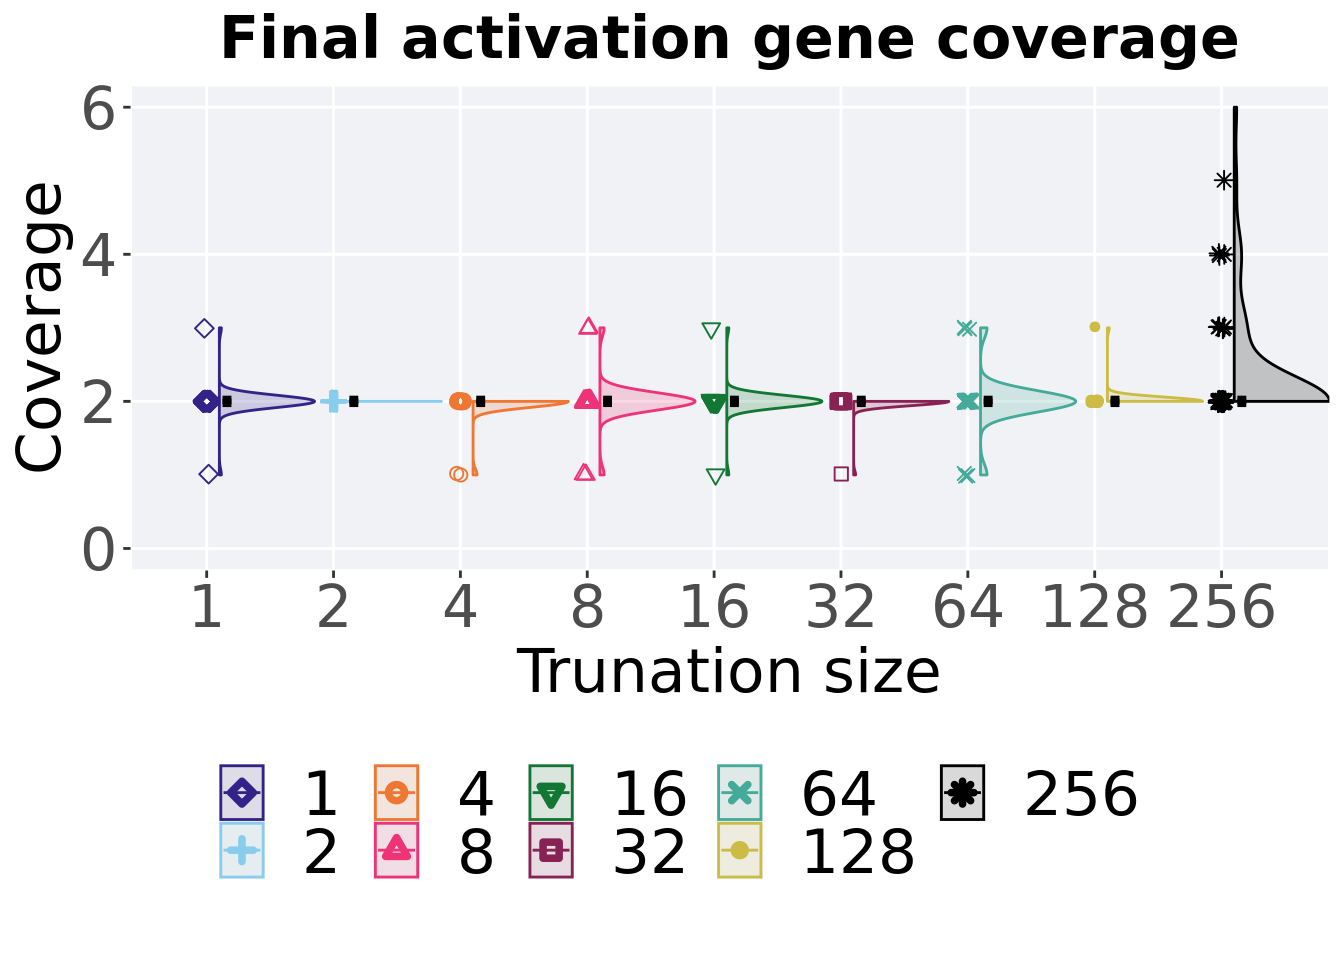 Final activation gene coverage
6
4
2
0
Coverage
1 2 4 8 16 32 64 128 256
Trunation size
1 4 16 64 256
2 8 32 128